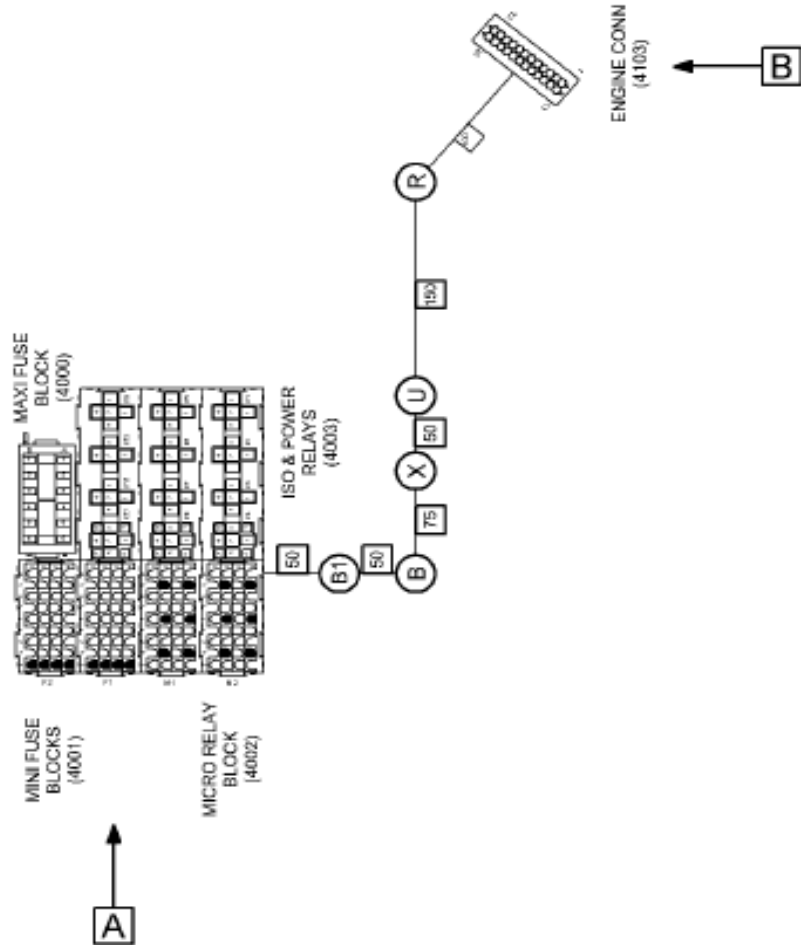 MAXI FUSE
BLOCK
(4000)
ENGINE CONN
(4103)
B
R
150
ISO & POWER
RELAYS
(4003)
U
50
X
75
50
B1
50
B
MINI FUSE
BLOCKS
(4001)
MICRO RELAY
BLOCK
(4002)
A